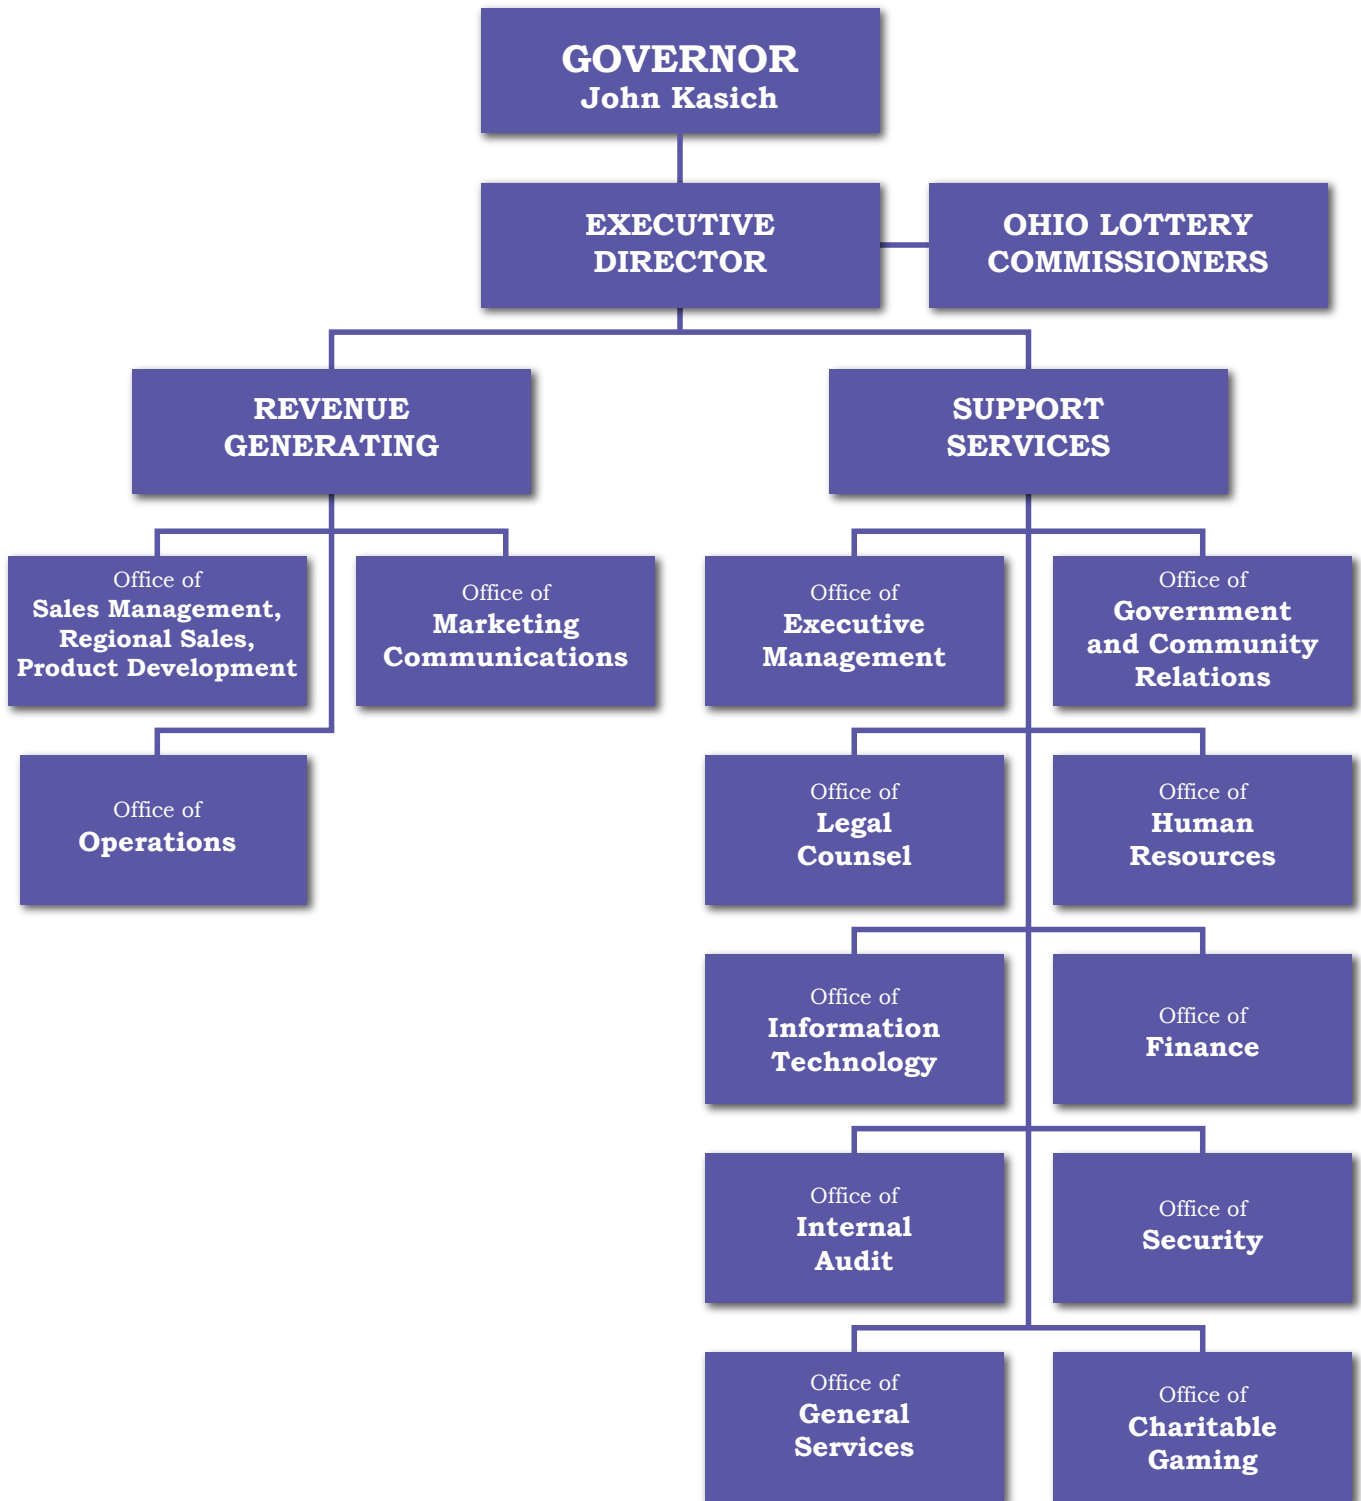 GOVERNOR
John Kasich
EXECUTIVE
DIRECTOR
OHIO LOTTERY
COMMISSIONERS
REVENUE
GENERATING
SUPPORT
SERVICES
Office of
Sales Management,
Regional Sales,
Product Development
Office of
Marketing
Communications
Office of
Executive
Management
Office of
Government
and Community
Relations
Office of
Operations
Office of
Legal
Counsel
Office of
Human
Resources
Office of
Information
Technology
Office of
Finance
Office of
Internal
Audit
Office of
Security
Office of
General
Services
Office of
Charitable
Gaming